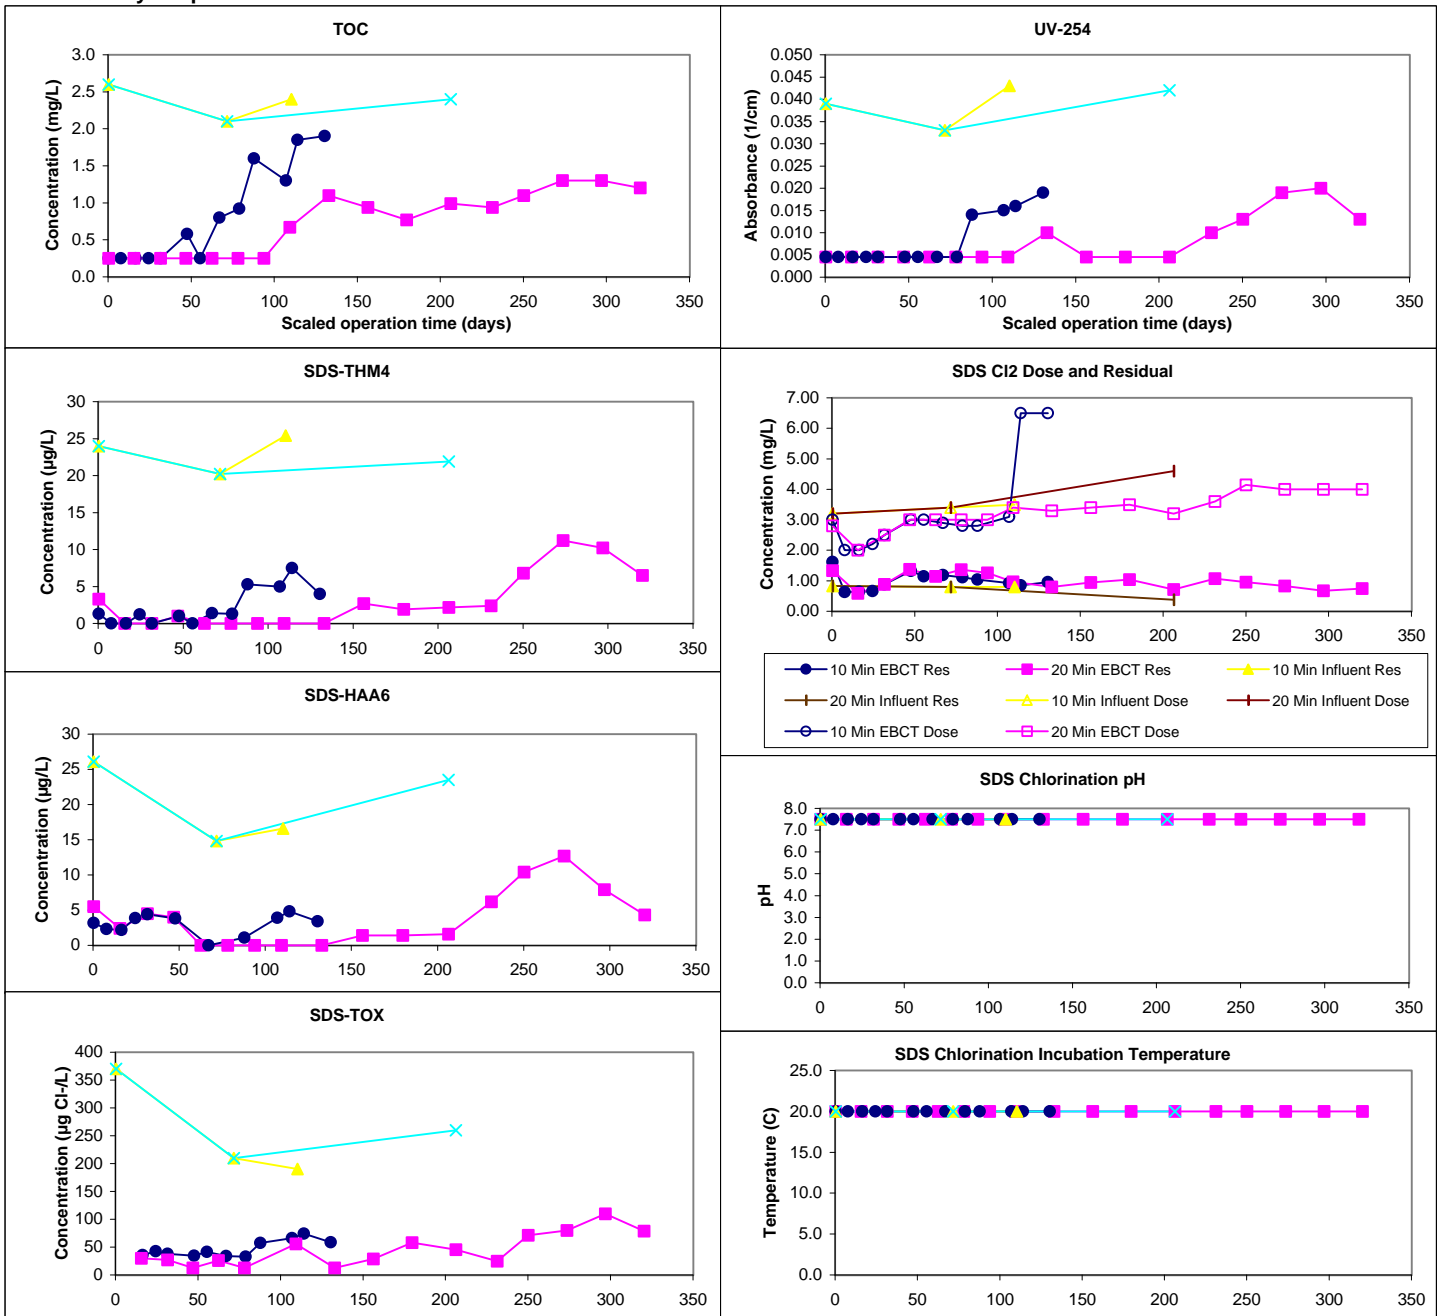 TOC
Concentration (mg/L)
3.0
2.5
2.0
1.5
1.0
0.5
0.0
0 50 100 150 200 250 300 350
Scaled operation time (days)
UV-254
Absorbance (1/cm)
0.050
0.045
0.040
0.035
0.030
0.025
0.020
0.015
0.010
0.005
0.000
0 50 100 150 200 250 300 350
Scaled operation time (days)
SDS-THM4
Concentration (µg/L)
30
25
20
15
10
5
0
0 50 100 150 200 250 300 350
SDS Cl2 Dose and Residual
Concentration (mg/L)
7.00
6.00
5.00
4.00
3.00
2.00
1.00
0.00
0 50 100 150 200 250 300 350
10 Min EBCT Res 20 Min EBCT Res 10 Min Influent Res
20 Min Influent Res 10 Min Influent Dose 20 Min Influent Dose
10 Min EBCT Dose 20 Min EBCT Dose
SDS-HAA6
Concentration (µg/L)
30
25
20
15
10
5
0
0 50 100 150 200 250 300 350
SDS Chlorination pH
pH
8.0
7.0
6.0
5.0
4.0
3.0
2.0
1.0
0.0
0 50 100 150 200 250 300 350
SDS-TOX
Concentration (µg Cl-/L)
400
350
300
250
200
150
100
50
0
0 50 100 150 200 250 300 350
SDS Chlorination Incubation Temperature
Temperature (C)
25.0
20.0
15.0
10.0
5.0
0.0
0 50 100 150 200 250 300 350